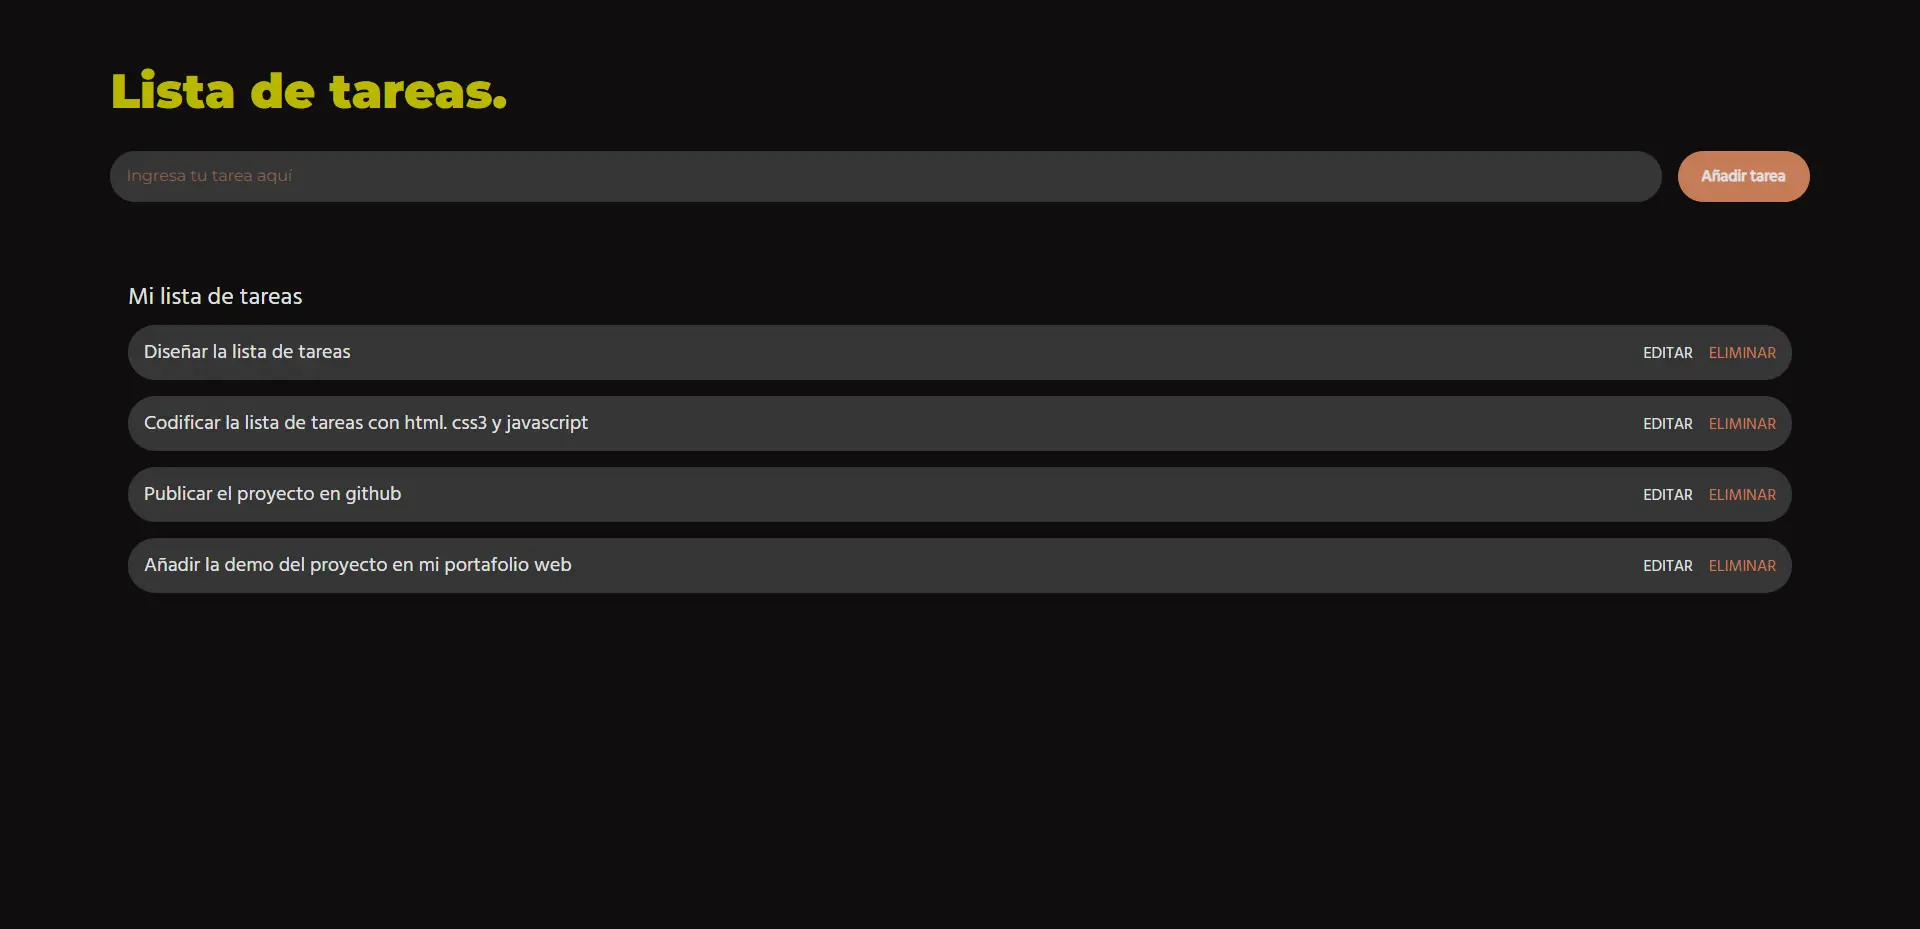 Lista de tareas.
Ingresa tu tarea aquí
Añadir tarea
Mi lista de tareas
Diseñar la lista de tareas
EDITAR ELIMINAR
Codificar la lista de tareas con html. css3 y javascript
EDITAR ELIMINAR
Publicar el proyecto en github
EDITAR ELIMINAR
Añadir la demo del proyecto en mi portafolio web
EDITAR ELIMINAR